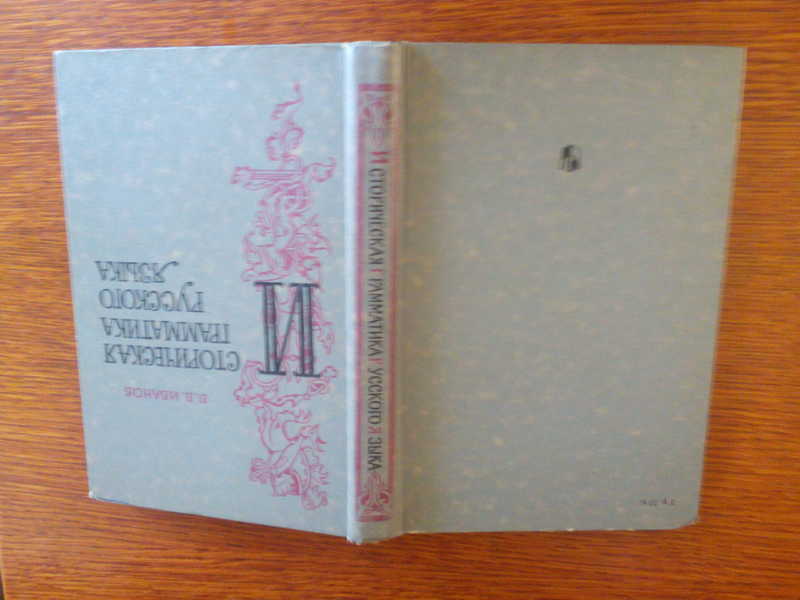 В. В. ИВАНОВ
ИСТОРИЧЕСКАЯ
ГРАММАТИКА
РУССКОГО
ЯЗЫКА
ИСТОРИЧЕСКАЯ ГРАММАТИКА РУССКОГО ЯЗЫКА